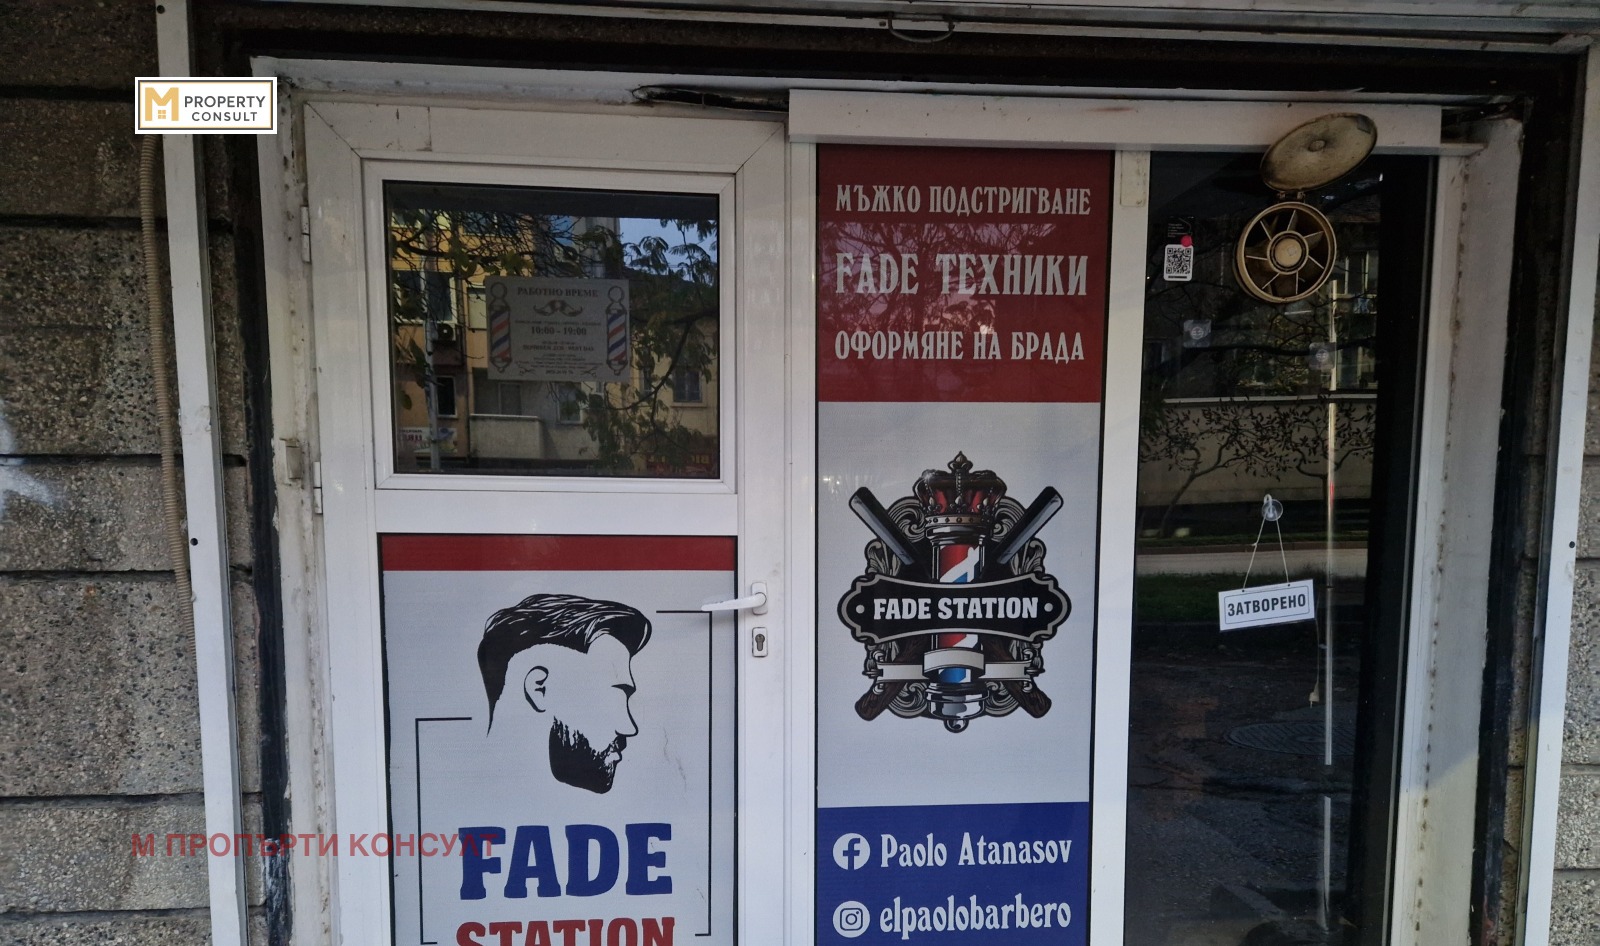 M PROPERTY
CONSULT
РАБОТНО ВРЕМЕ
10:00 - 19:00
МЪЖКО ПОДСТРИГВАНЕ
FADE ТЕХНИКИ
ОФОРМЯНЕ НА БРАДА
FADE STATION
ЗАТВОРЕНО
М ПРОПЪРТИ КОНСУЛТ
FADE
STATION
Paolo Atanasov
elpaolobarbero